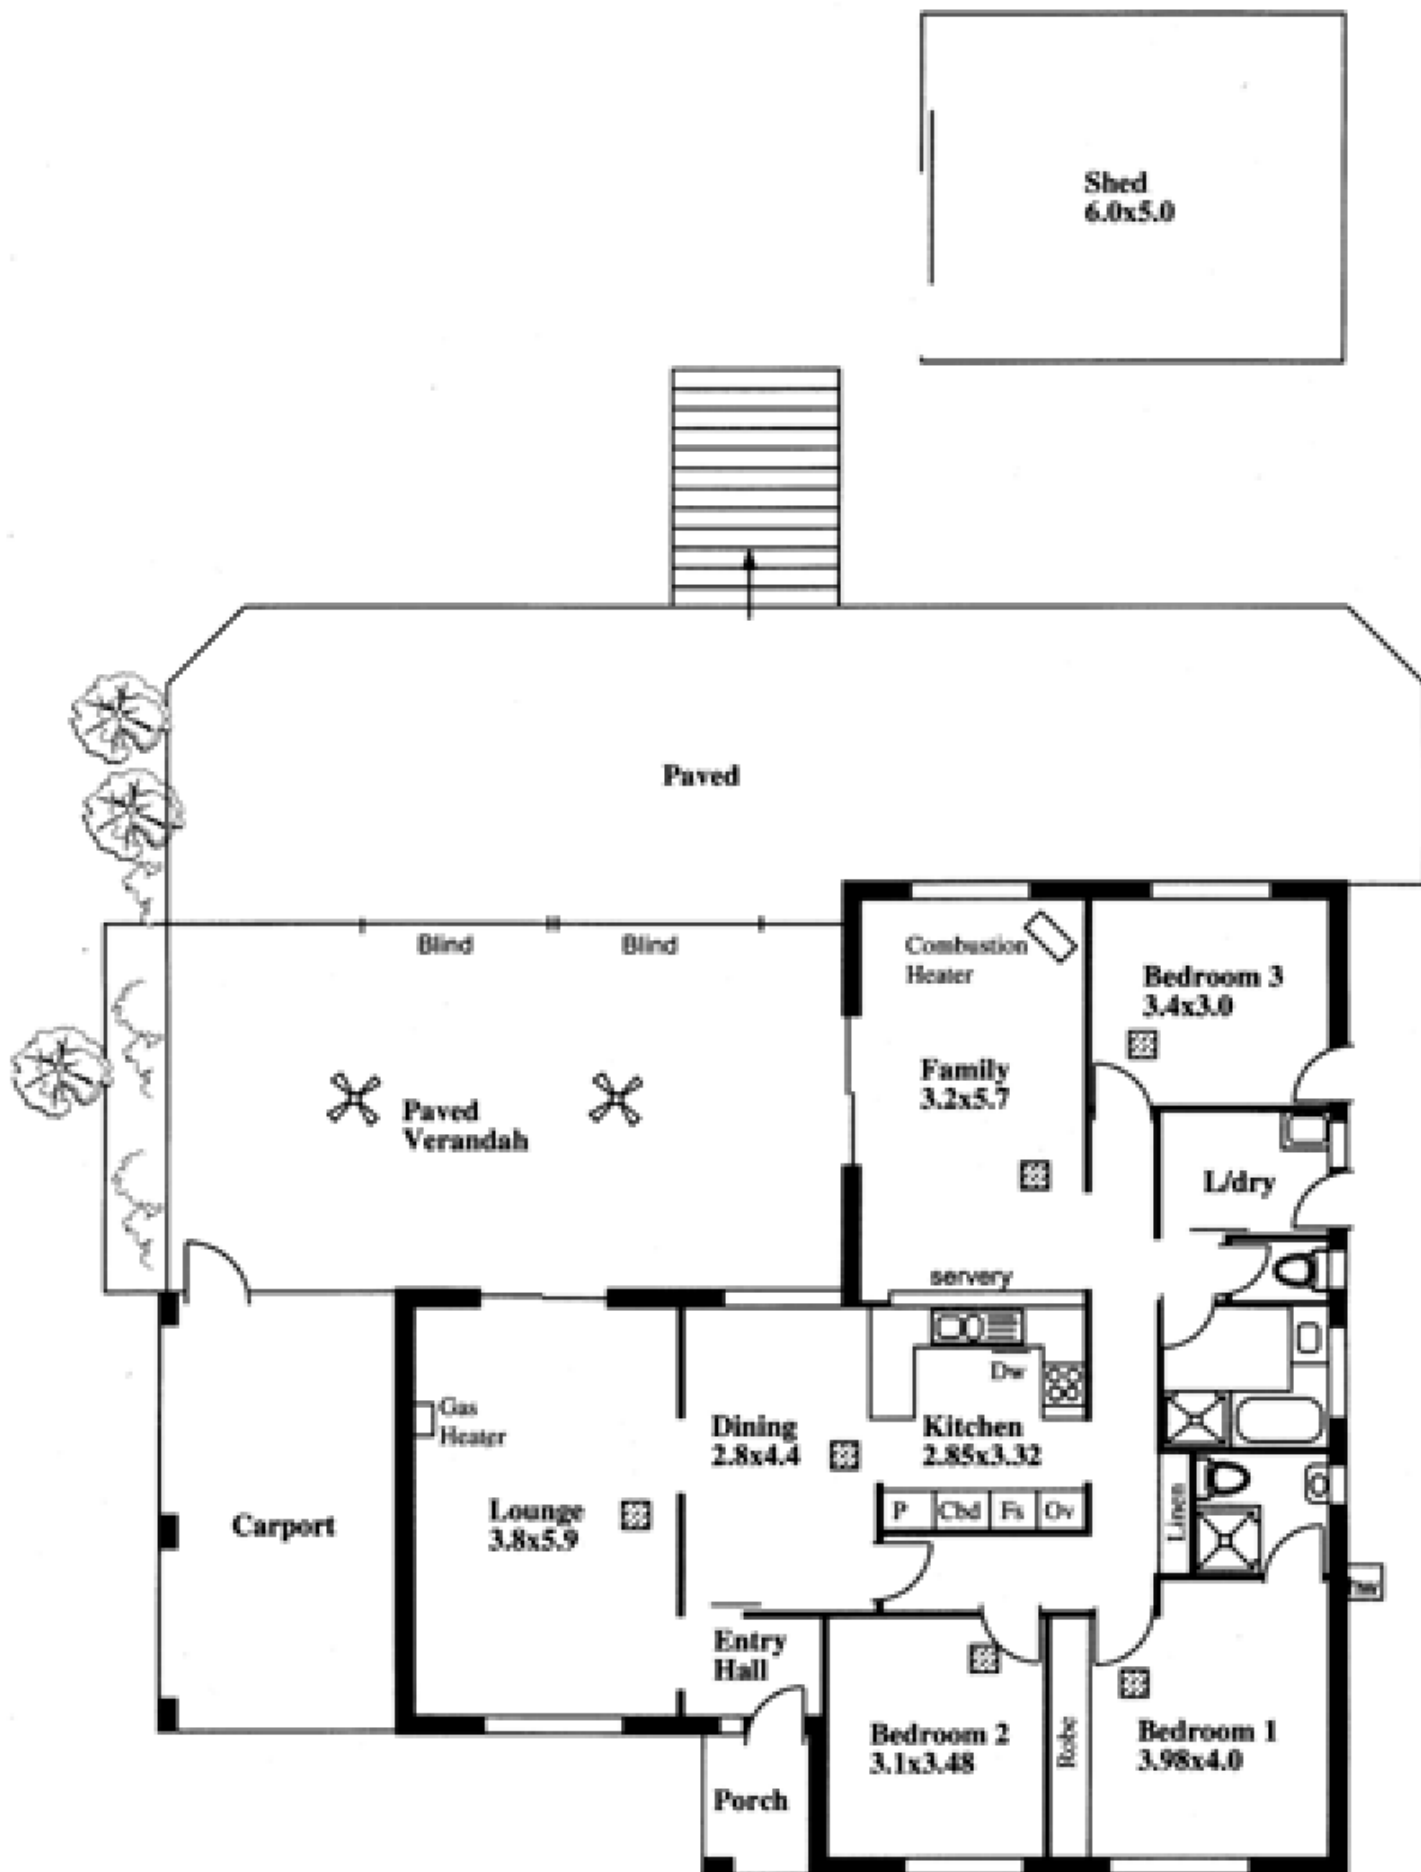 Shed
6.0x5.0
Paved
Blind
Blind
Combustion
Heater
Bedroom 3
3.4x3.0
Family
3.2x5.7
Paved
Verandah
L/dry
servery
Dw
Gas
Heater
Dining
2.8x4.4
Kitchen
2.85x3.32
Lounge
3.8x5.9
P
Cbd
Fs
Ov
Linen
Carport
Entry
Hall
Bedroom 2
3.1x3.48
Robe
Bedroom 1
3.98x4.0
Porch